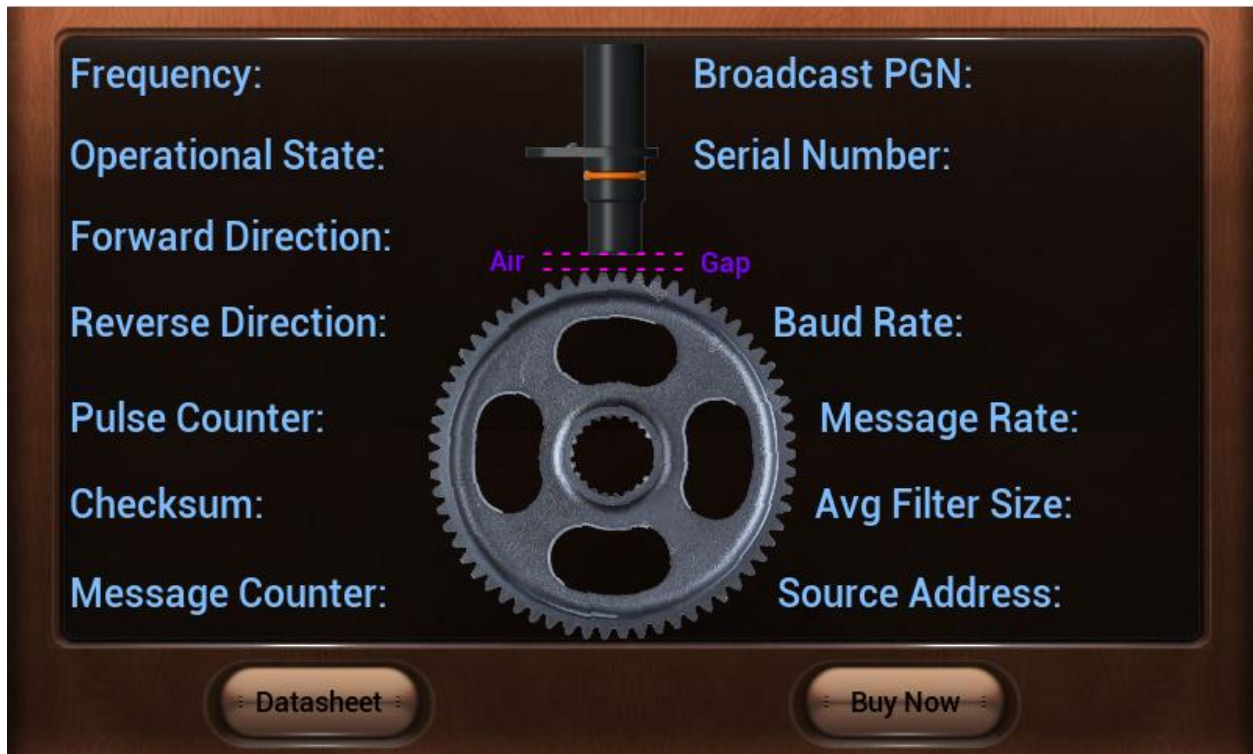 Frequency:
Broadcast PGN:
Operational State:
Serial Number:
Forward Direction:
Air
Gap
Reverse Direction:
Baud Rate:
Pulse Counter:
Message Rate:
Checksum:
Avg Filter Size:
Message Counter:
Source Address:
Datasheet
Buy Now